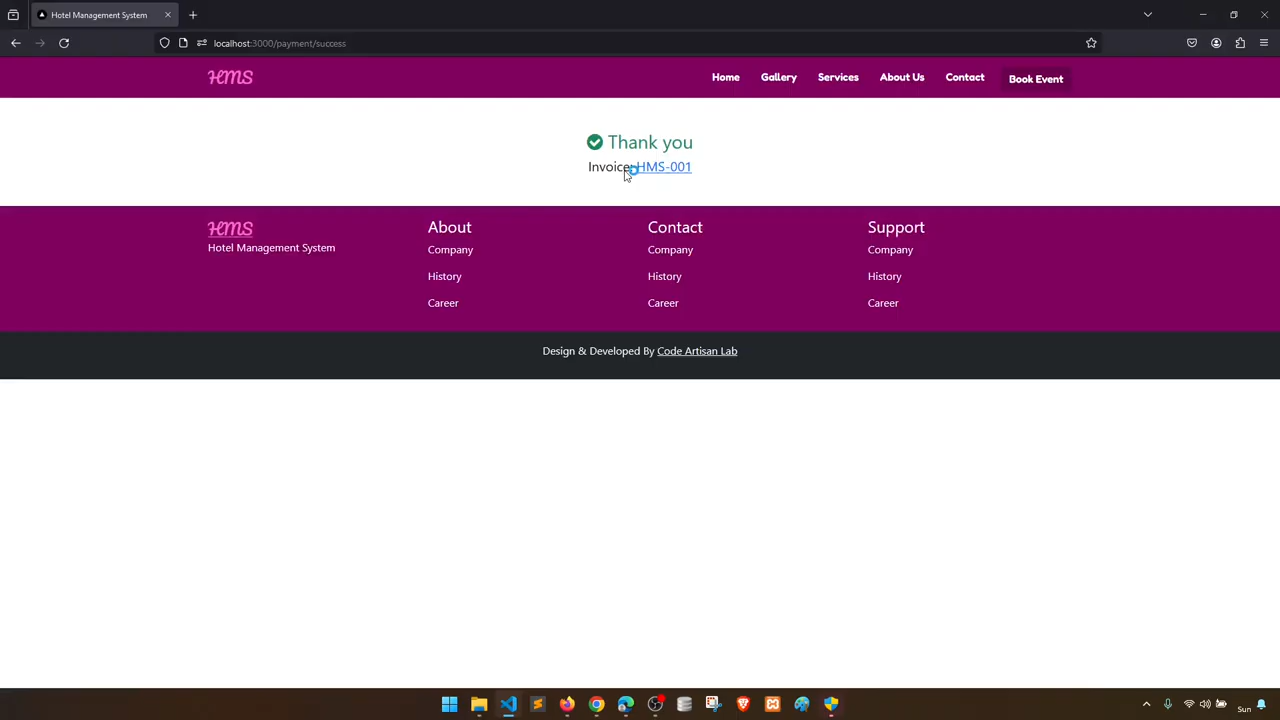 Hotel Management System
localhost:3000/payment/success
HMS
Home
Gallery
Services
About Us
Contact
Book Event
Thank you
Invoice: HMS-001
HMS
Hotel Management System
About
Company
History
Career
Contact
Company
History
Career
Support
Company
History
Career
Design & Developed By Code Artisan Lab
Sun